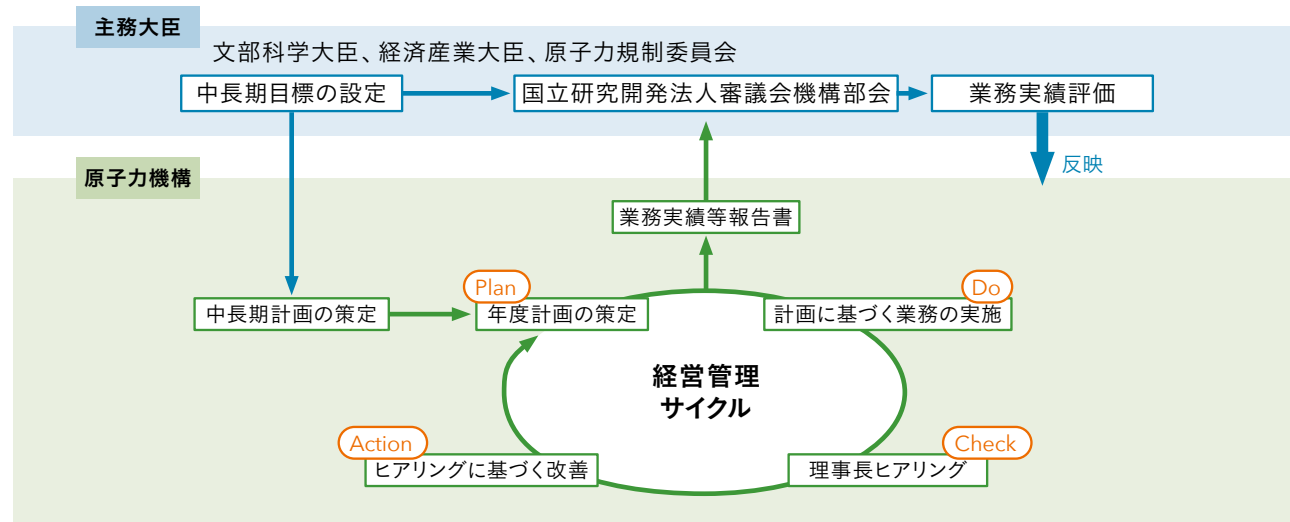 主務大臣
文部科学大臣、経済産業大臣、原子力規制委員会
中長期目標の設定
国立研究開発法人審議会機構部会
業務実績評価
反映
原子力機構
業務実績等報告書
Plan
Do
中長期計画の策定
年度計画の策定
計画に基づく業務の実施
経営管理
サイクル
Action
Check
ヒアリングに基づく改善
理事長ヒアリング